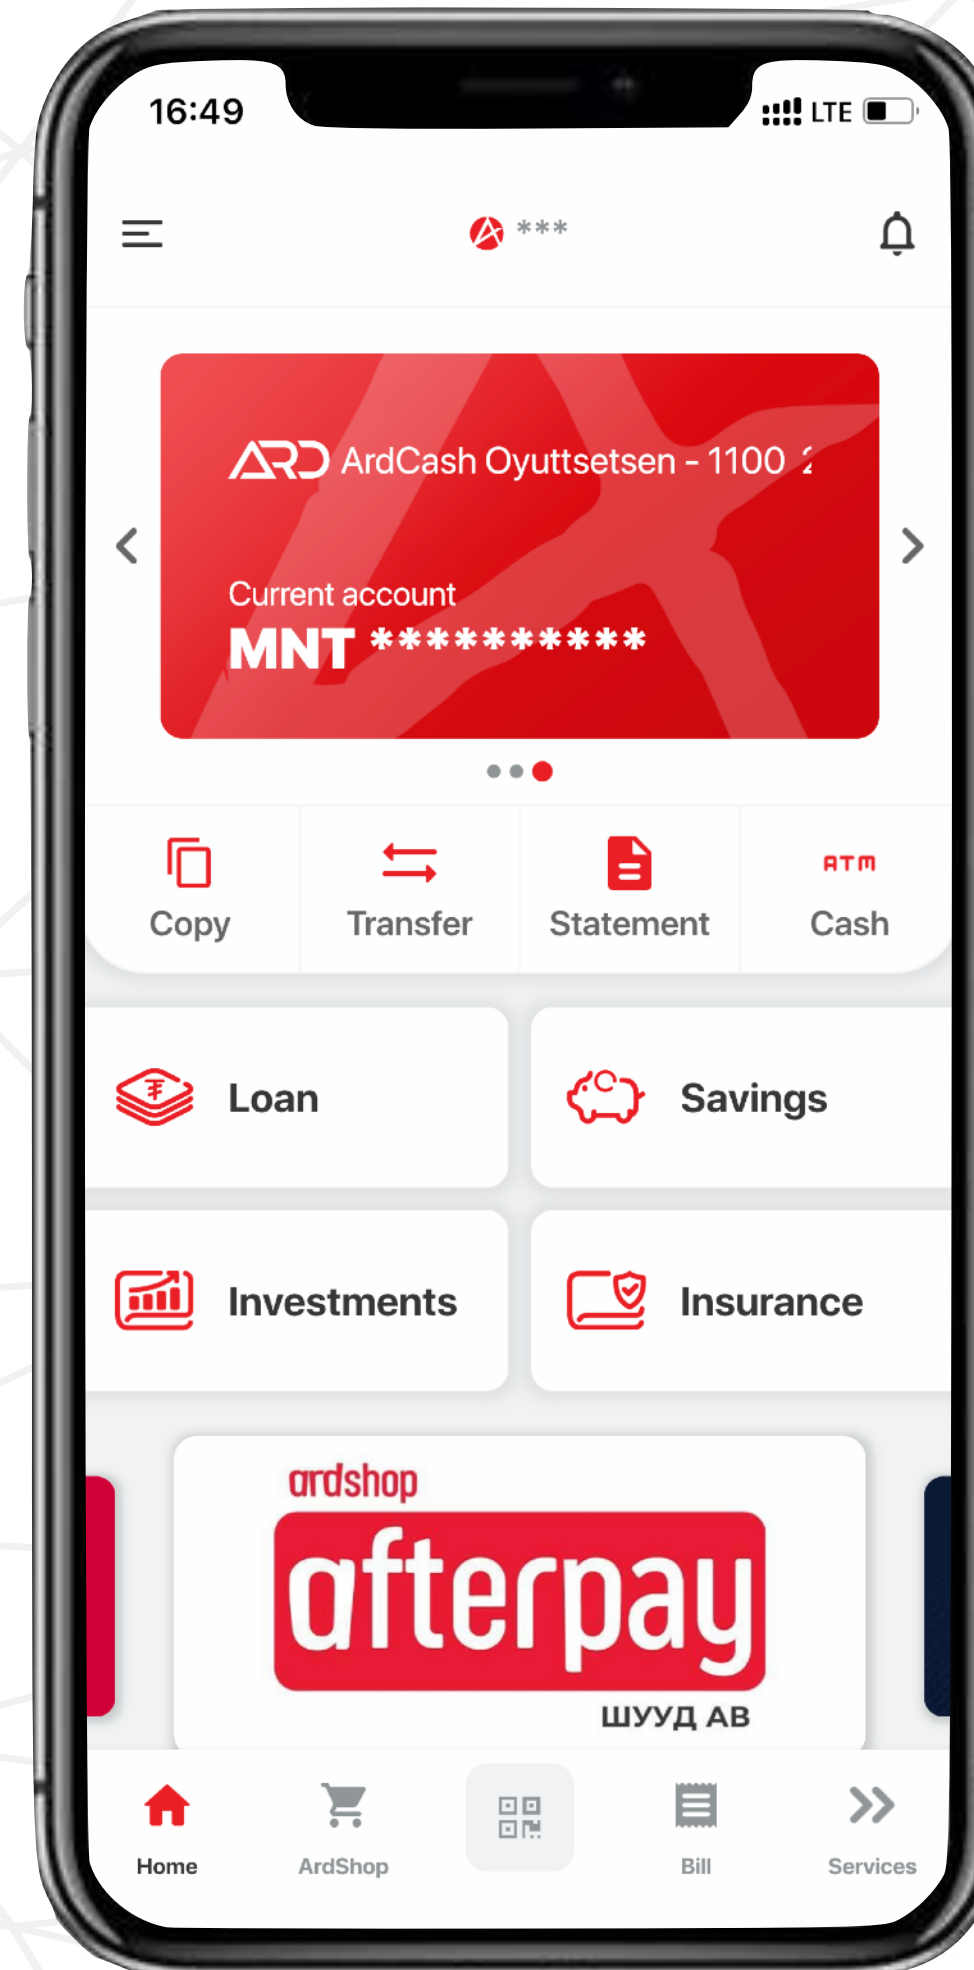 16:49
LTE
***
ARD ArdCash Oyuttsetsen - 1100
Current account
MNT **********
Copy
Transfer
Statement
ATM
Cash
₮
Loan
Savings
Investments
Insurance
ardshop
afterpay
ШУУД АВ
Home
ArdShop
Bill
Services